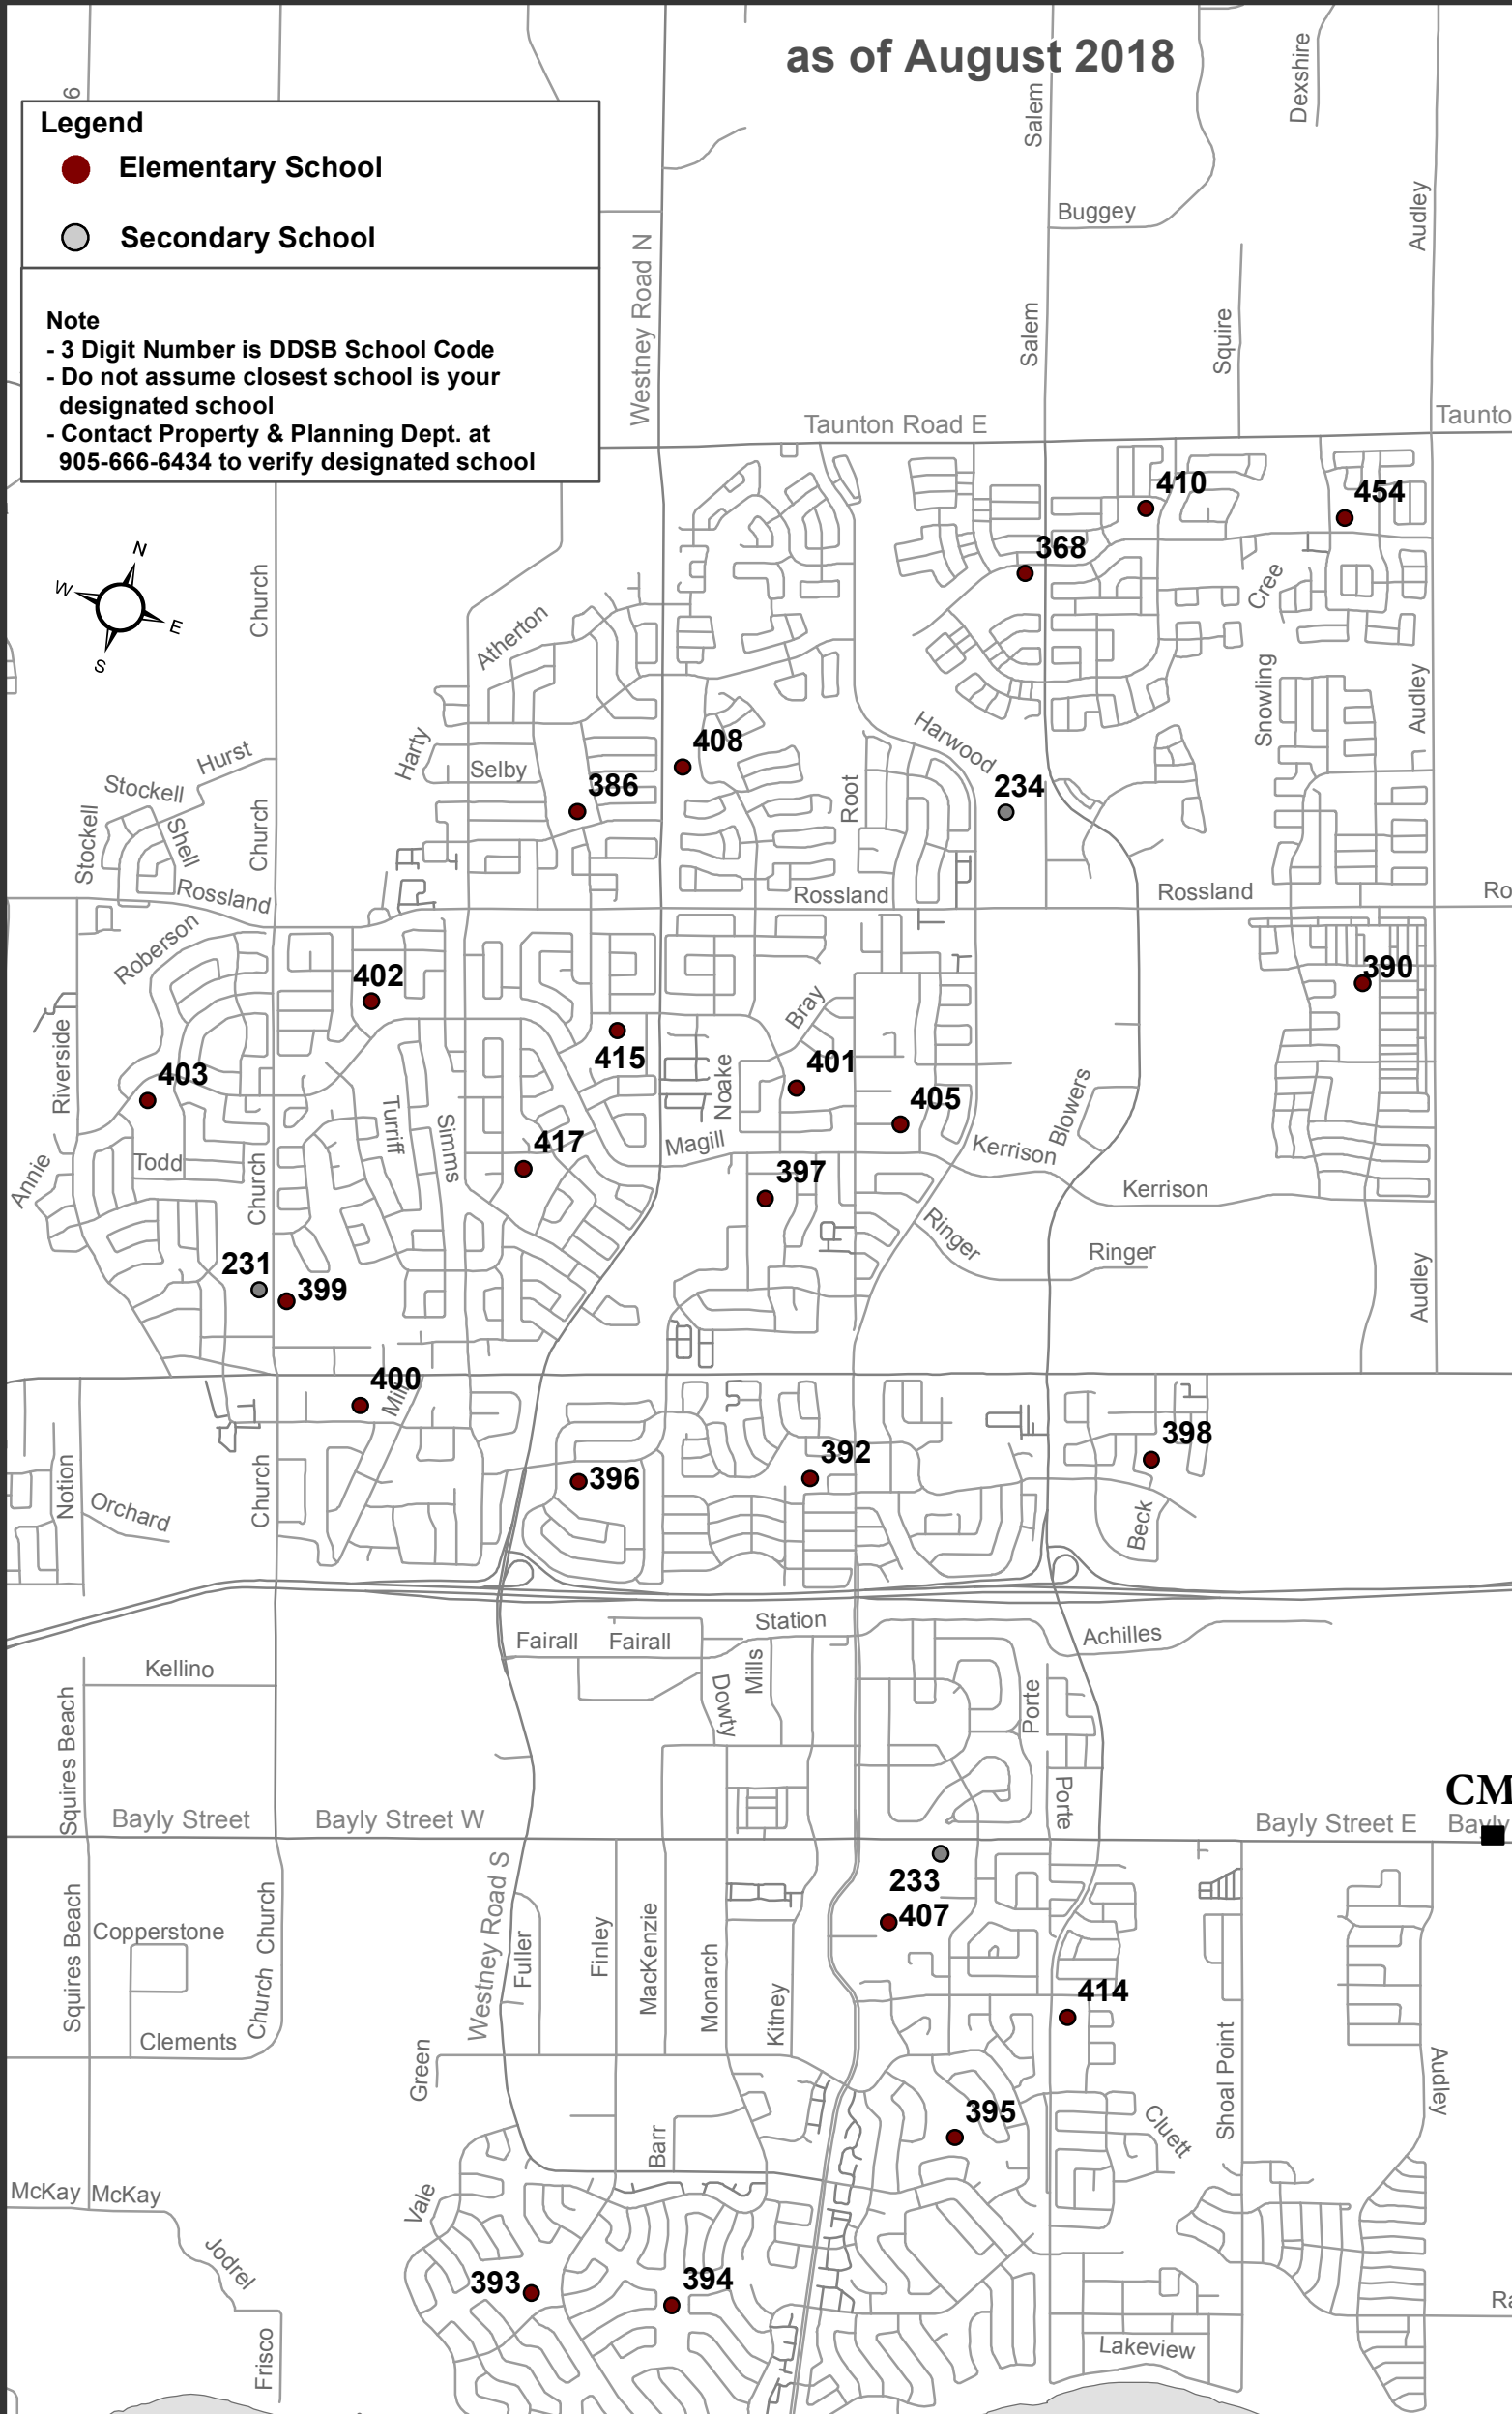 as of August 2018
Dexshire
6
Salem
Legend
Elementary School
Secondary School
Audley
Buggey
Westney Road N
Salem
Squire
Note
- 3 Digit Number is DDSB School Code
- Do not assume closest school is your
designated school
- Contact Property & Planning Dept. at
905-666-6434 to verify designated school
Taunton Road E
Taunto
410
454
368
N
W
E
S
Church
Cree
Atherton
Snowling
Audley
Harwood
408
Harty
Hurst
Selby
Stockell
386
Root
234
Stockell
Shell
Church
Rossland
Rossland
Rossland
Ro
Roberson
402
390
Bray
Riverside
415
401
403
Noake
405
Blowers
Turriff
Simms
417
Magill
Kerrison
Annie
Todd
Church
397
Kerrison
Ringer
Ringer
231
399
Audley
400
Mill
398
392
396
Notion
Orchard
Church
Beck
Station
Fairall
Fairall
Achilles
Kellino
Mills
Dowty
Porte
Squires Beach
Porte
CM
Bayly Street
Bayly Street W
Bayly Street E
Bayly
233
407
Westney Road S
Squires Beach
Copperstone
Church
Fuller
Finley
MacKenzie
Monarch
Kitney
414
Church
Clements
Green
Shoal Point
Audley
395
Cluett
Barr
McKay
McKay
Vale
Jodrel
393
394
Ra
Frisco
Lakeview